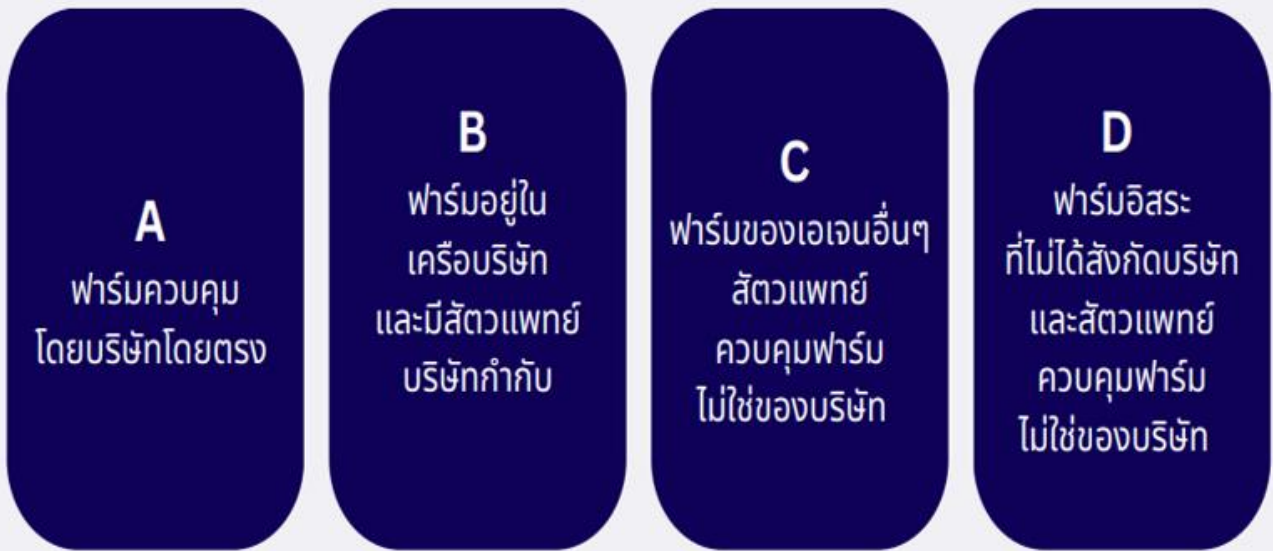 A
ฟาร์มควบคุม
โดยบริษัทโดยตรง
B
ฟาร์มอยู่ใน
เครือบริษัท
และมีสัตวแพทย์
บริษัทกำกับ
C
ฟาร์มของเอเจนอื่นๆ
สัตวแพทย์
ควบคุมฟาร์ม
ไม่ใช่ของบริษัท
D
ฟาร์มอิสระ
ที่ไม่ได้สังกัดบริษัท
และสัตวแพทย์
ควบคุมฟาร์ม
ไม่ใช่ของบริษัท